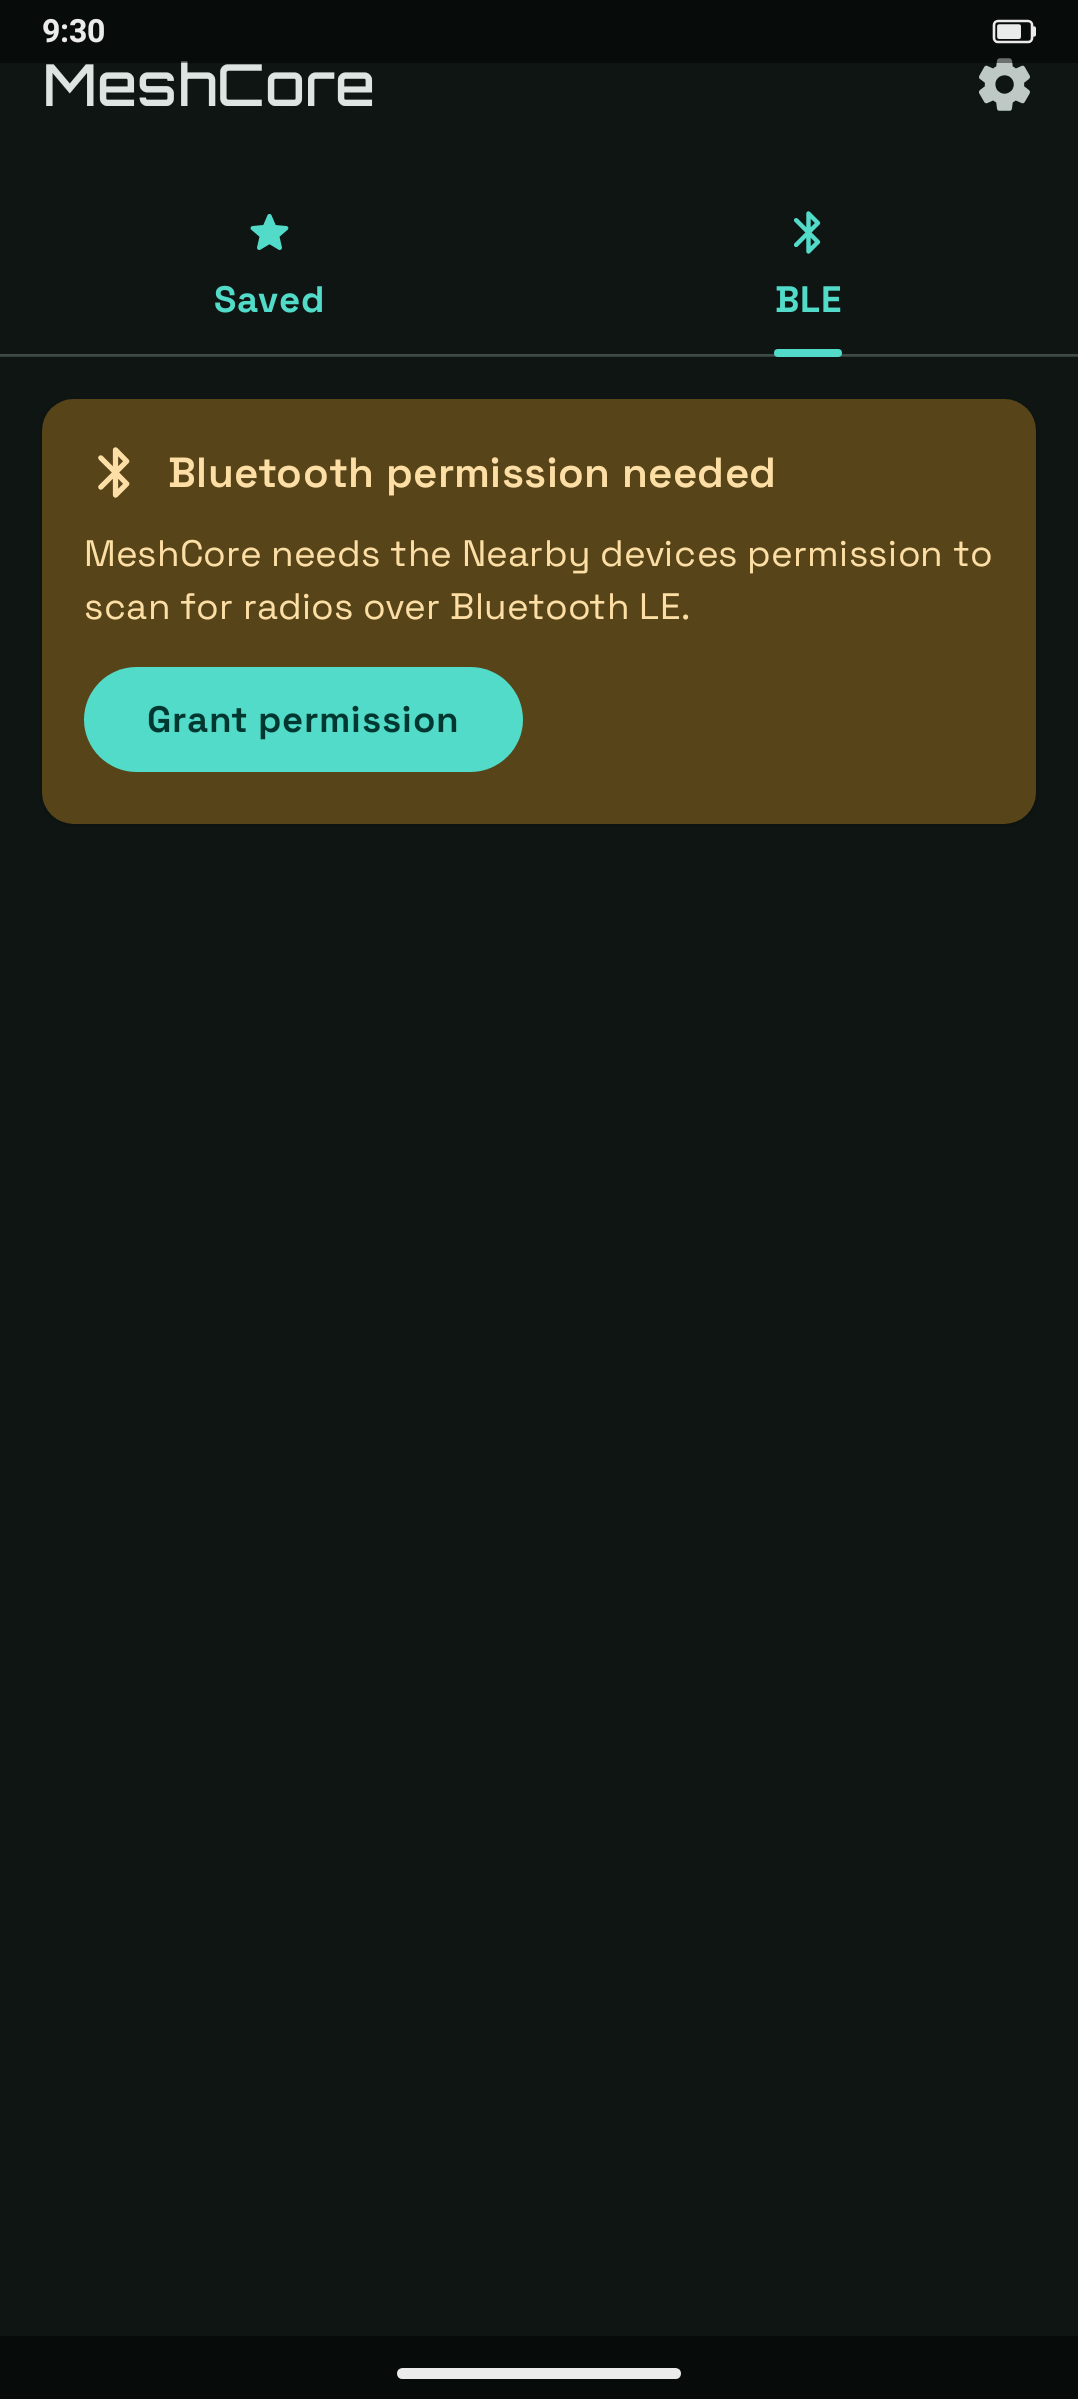 9:30
MeshCore
Saved
BLE
Bluetooth permission needed
MeshCore needs the Nearby devices permission to
scan for radios over Bluetooth LE.
Grant permission